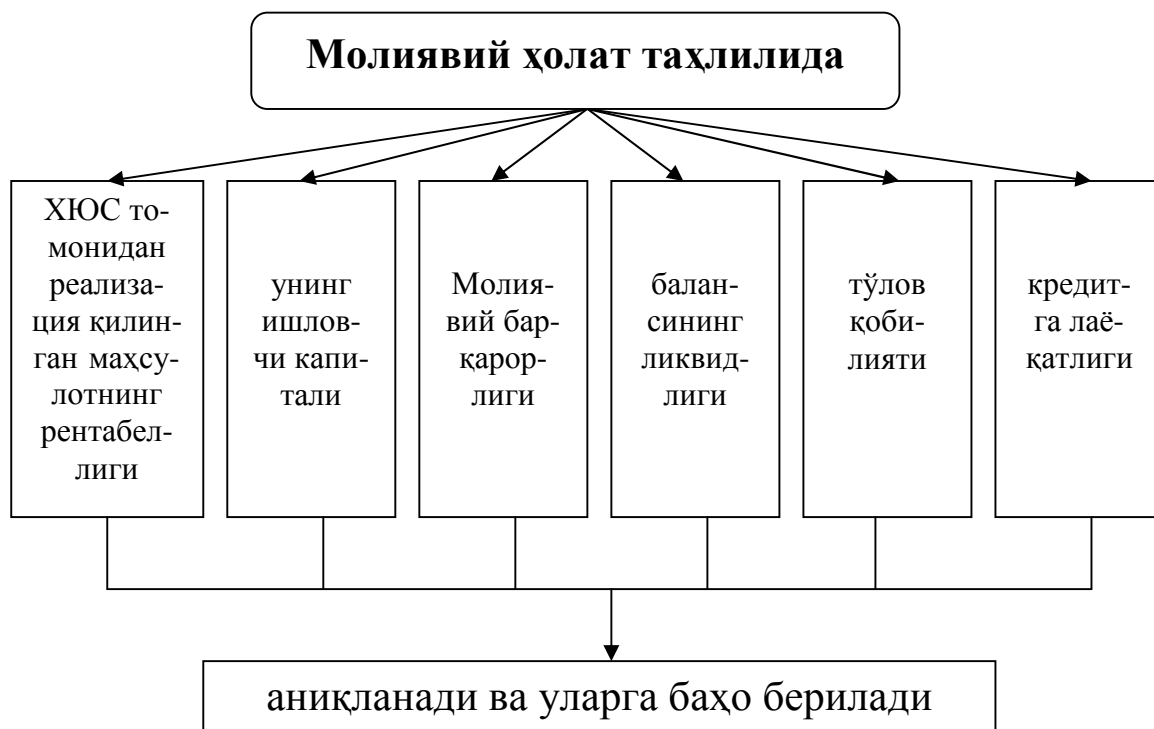 Молиявий ҳолат таҳлилида
ХЮС то-
монидан
реализа-
ция қилин-
ган маҳсу-
лотнинг
рентабел-
лиги
унинг
ишлов-
чи капи-
тали
Молия-
вий бар-
қарор-
лиги
балан-
сининг
ликвид-
лиги
тўлов
қоби-
лияти
кредит-
га лаё-
қатлиги
аниқланади ва уларга баҳо берилади